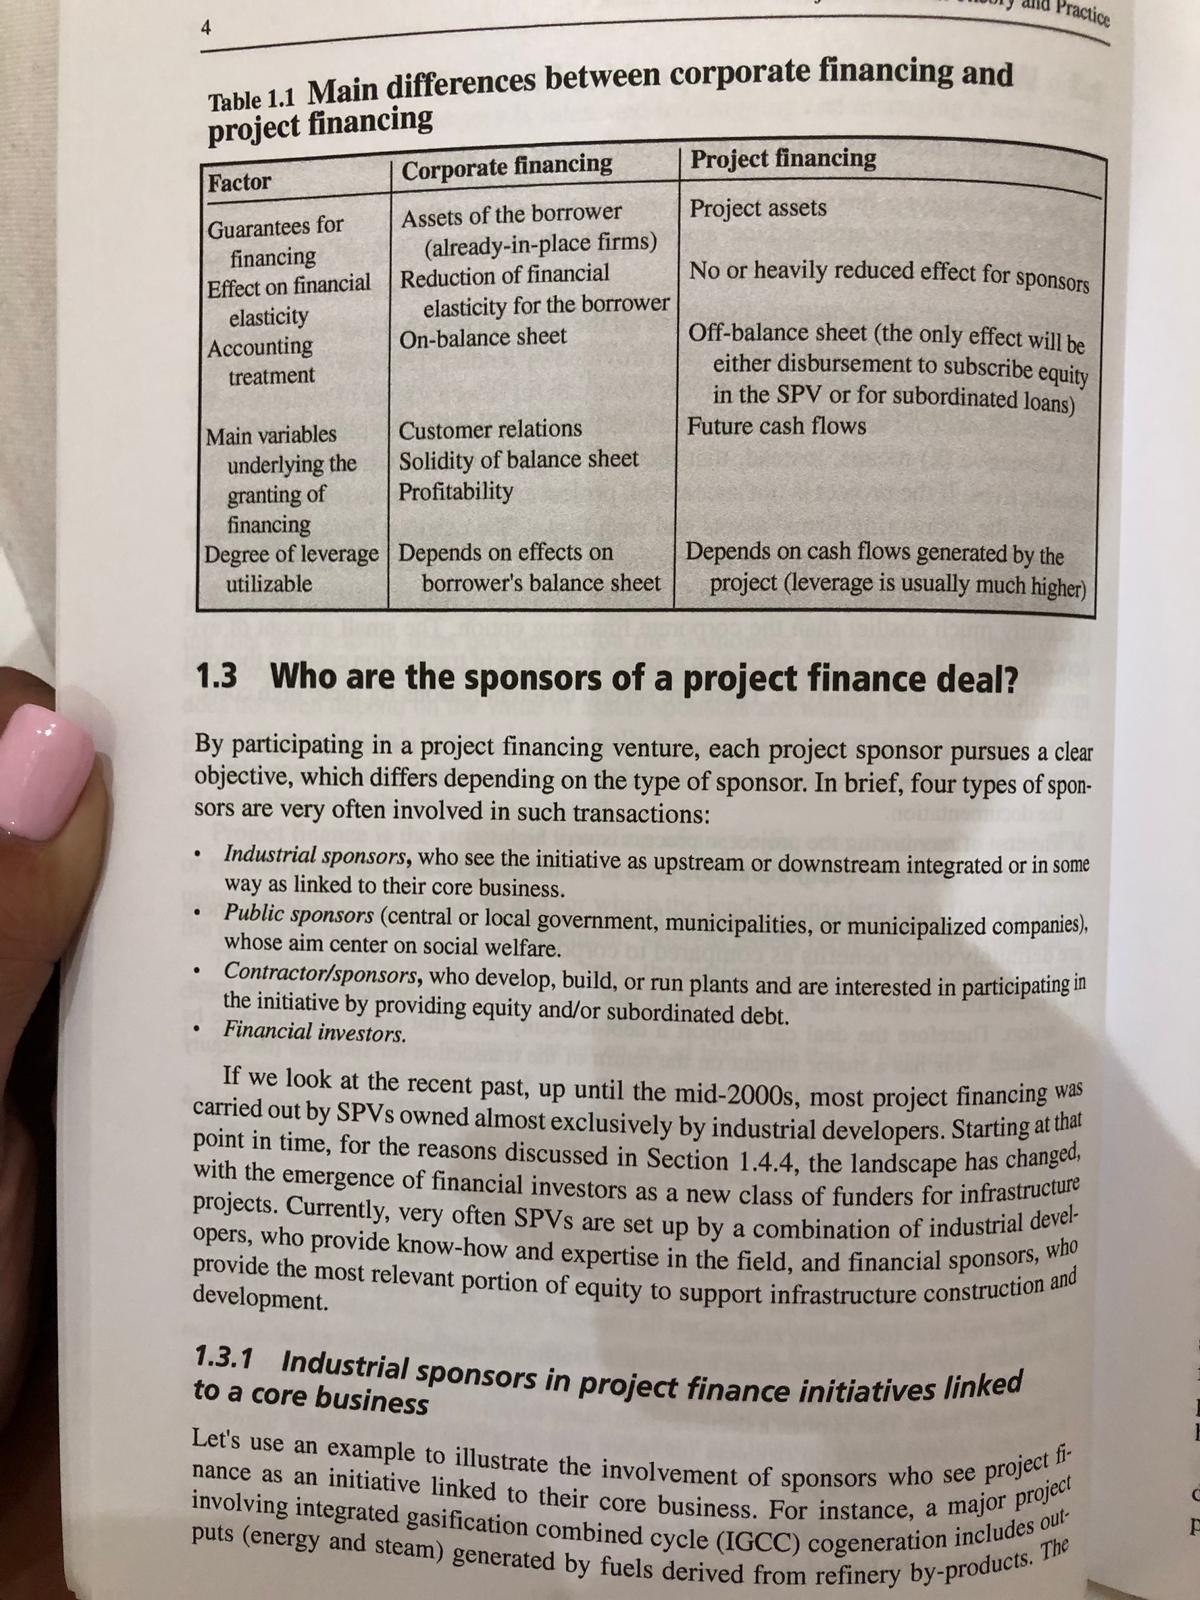 4
and Practice
Table 1.1 Main differences between corporate financing and
project financing
Factor
Corporate financing
Project financing
Guarantees for
financing
Assets of the borrower
(already-in-place firms)
Project assets
Effect on financial
elasticity
Reduction of financial
elasticity for the borrower
No or heavily reduced effect for sponsors
Accounting
treatment
On-balance sheet
Off-balance sheet (the only effect will be
either disbursement to subscribe equity
in the SPV or for subordinated loans)
Main variables
underlying the
granting of
financing
Customer relations
Solidity of balance sheet
Profitability
Future cash flows
Degree of leverage
utilizable
Depends on effects on
borrower's balance sheet
Depends on cash flows generated by the
project (leverage is usually much higher)
1.3 Who are the sponsors of a project finance deal?
By participating in a project financing venture, each project sponsor pursues a clear
objective, which differs depending on the type of sponsor. In brief, four types of spon-
sors are very often involved in such transactions:
• Industrial sponsors, who see the initiative as upstream or downstream integrated or in some
way as linked to their core business.
• Public sponsors (central or local government, municipalities, or municipalized companies),
whose aim center on social welfare.
• Contractor/sponsors, who develop, build, or run plants and are interested in participating in
the initiative by providing equity and/or subordinated debt.
• Financial investors.
If we look at the recent past, up until the mid-2000s, most project financing was
carried out by SPVs owned almost exclusively by industrial developers. Starting at that
point in time, for the reasons discussed in Section 1.4.4, the landscape has changed,
with the emergence of financial investors as a new class of funders for infrastructure
projects. Currently, very often SPVs are set up by a combination of industrial devel-
opers, who provide know-how and expertise in the field, and financial sponsors, who
provide the most relevant portion of equity to support infrastructure construction and
development.
1.3.1 Industrial sponsors in project finance initiatives linked
to a core business
Let's use an example to illustrate the involvement of sponsors who see project fi-
nance as an initiative linked to their core business. For instance, a major project
involving integrated gasification combined cycle (IGCC) cogeneration includes out-
puts (energy and steam) generated by fuels derived from refinery by-products. The